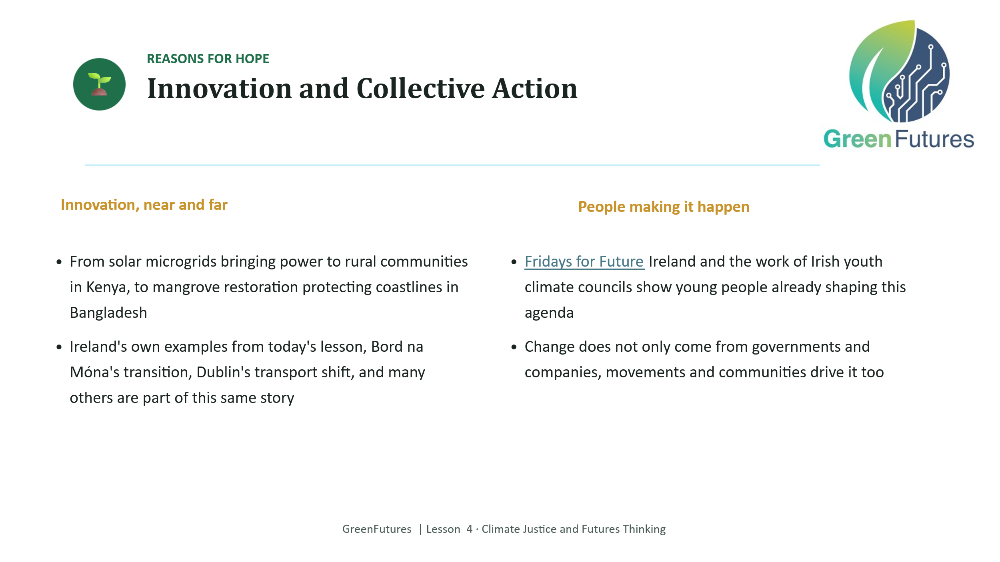 REASONS FOR HOPE
Innovation and Collective Action
GreenFutures
Innovation, near and far
• From solar microgrids bringing power to rural communities
in Kenya, to mangrove restoration protecting coastlines in
Bangladesh
• Ireland's own examples from today's lesson, Bord na
Móna's transition, Dublin's transport shift, and many
others are part of this same story
People making it happen
• Fridays for Future Ireland and the work of Irish youth
climate councils show young people already shaping this
agenda
• Change does not only come from governments and
companies, movements and communities drive it too
GreenFutures | Lesson 4 · Climate Justice and Futures Thinking